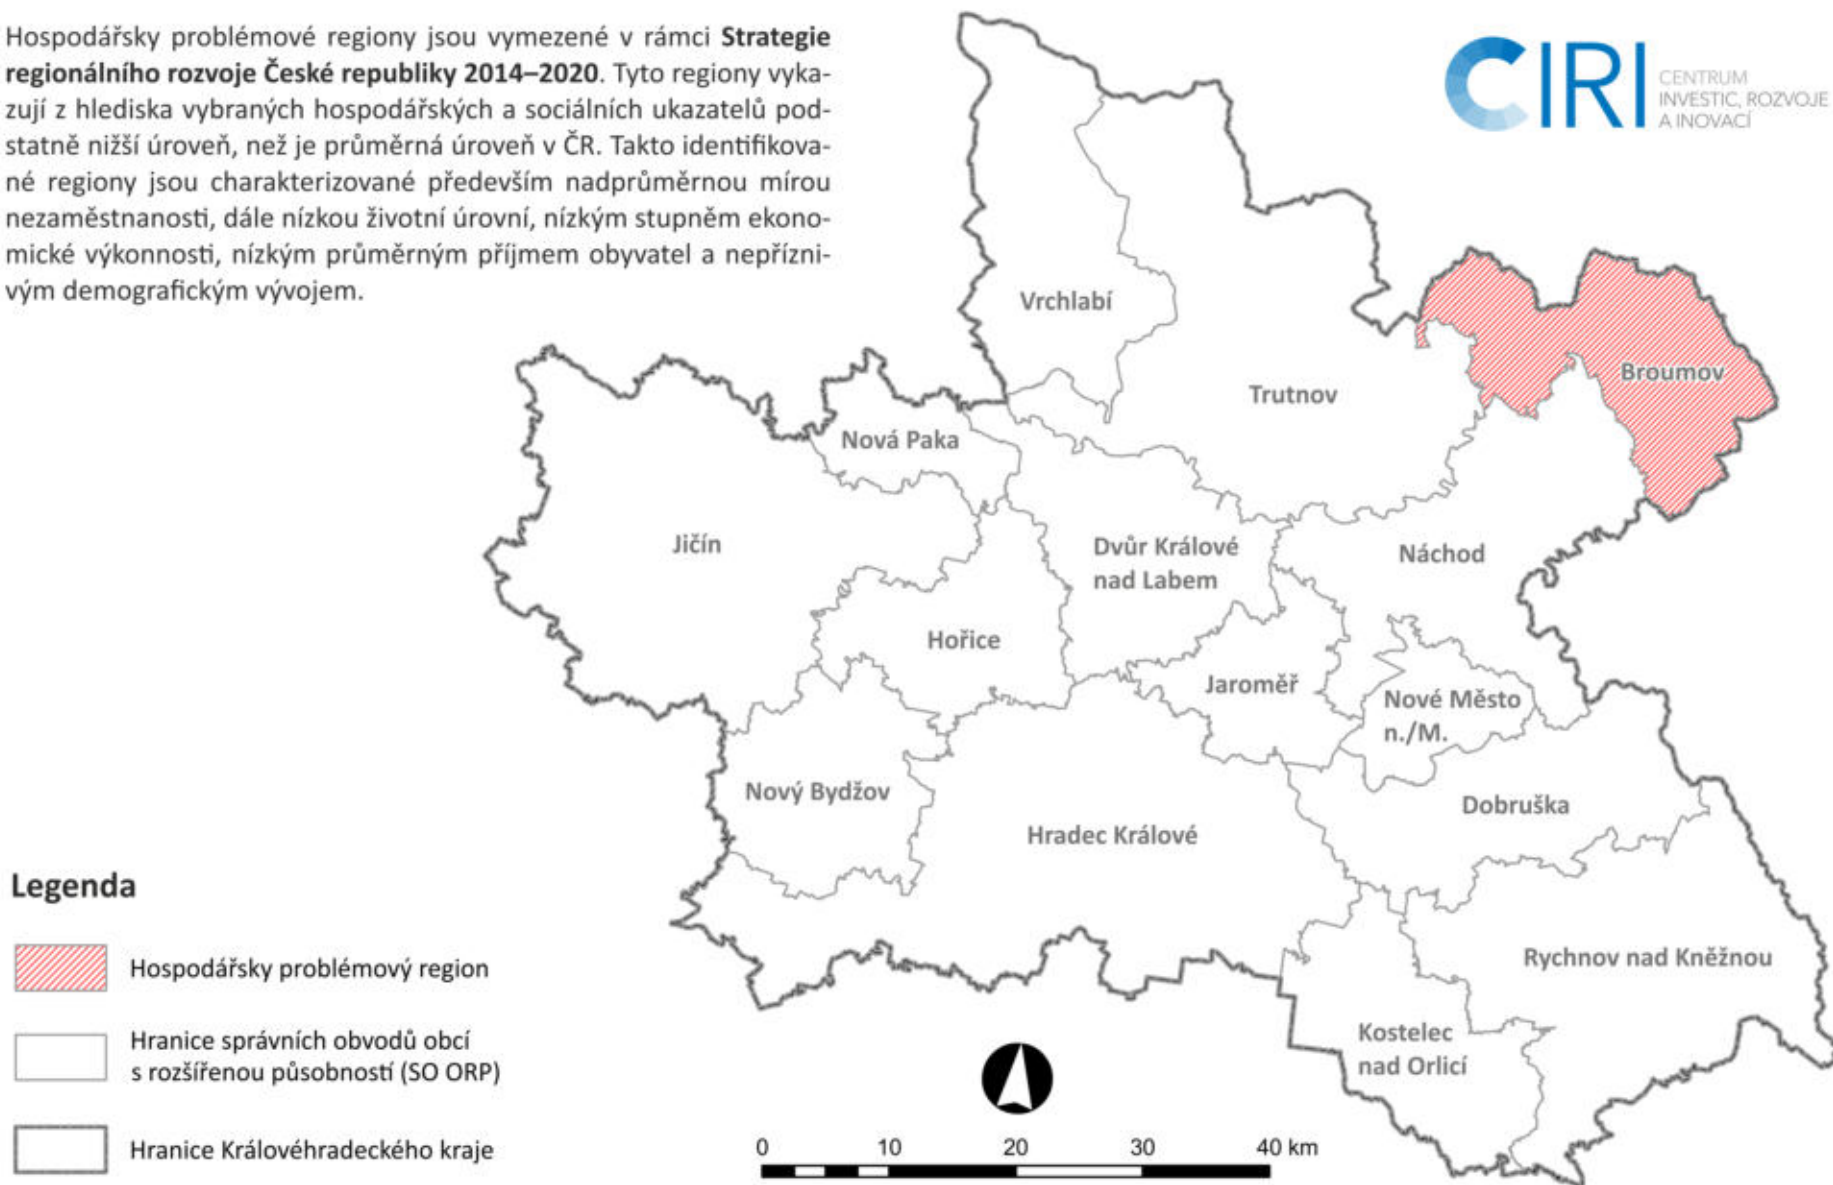 Hospodářsky problémové regiony jsou vymezené v rámci Strategie
regionálního rozvoje České republiky 2014–2020. Tyto regiony vyka-
zují z hlediska vybraných hospodářských a sociálních ukazatelů pod-
statně nižší úroveň, než je průměrná úroveň v ČR. Takto identifikova-
né regiony jsou charakterizované především nadprůměrnou mírou
nezaměstnanosti, dále nízkou životní úrovní, nízkým stupněm ekono-
mické výkonnosti, nízkým průměrným příjmem obyvatel a nepřízni-
vým demografickým vývojem.
CIRI
CENTRUM
INVESTIC, ROZVOJE
A INOVACÍ
Vrchlabí
Trutnov
Broumov
Nová Paka
Jičín
Dvůr Králové
nad Labem
Náchod
Hořice
Jaroměř
Nové Město
n./M.
Nový Bydžov
Hradec Králové
Dobruška
Rychnov nad Kněžnou
Kostelec
nad Orlicí
Legenda
Hospodářsky problémový region
Hranice správních obvodů obcí
s rozšířenou působností (SO ORP)
Hranice Královéhradeckého kraje
0 10 20 30 40 km